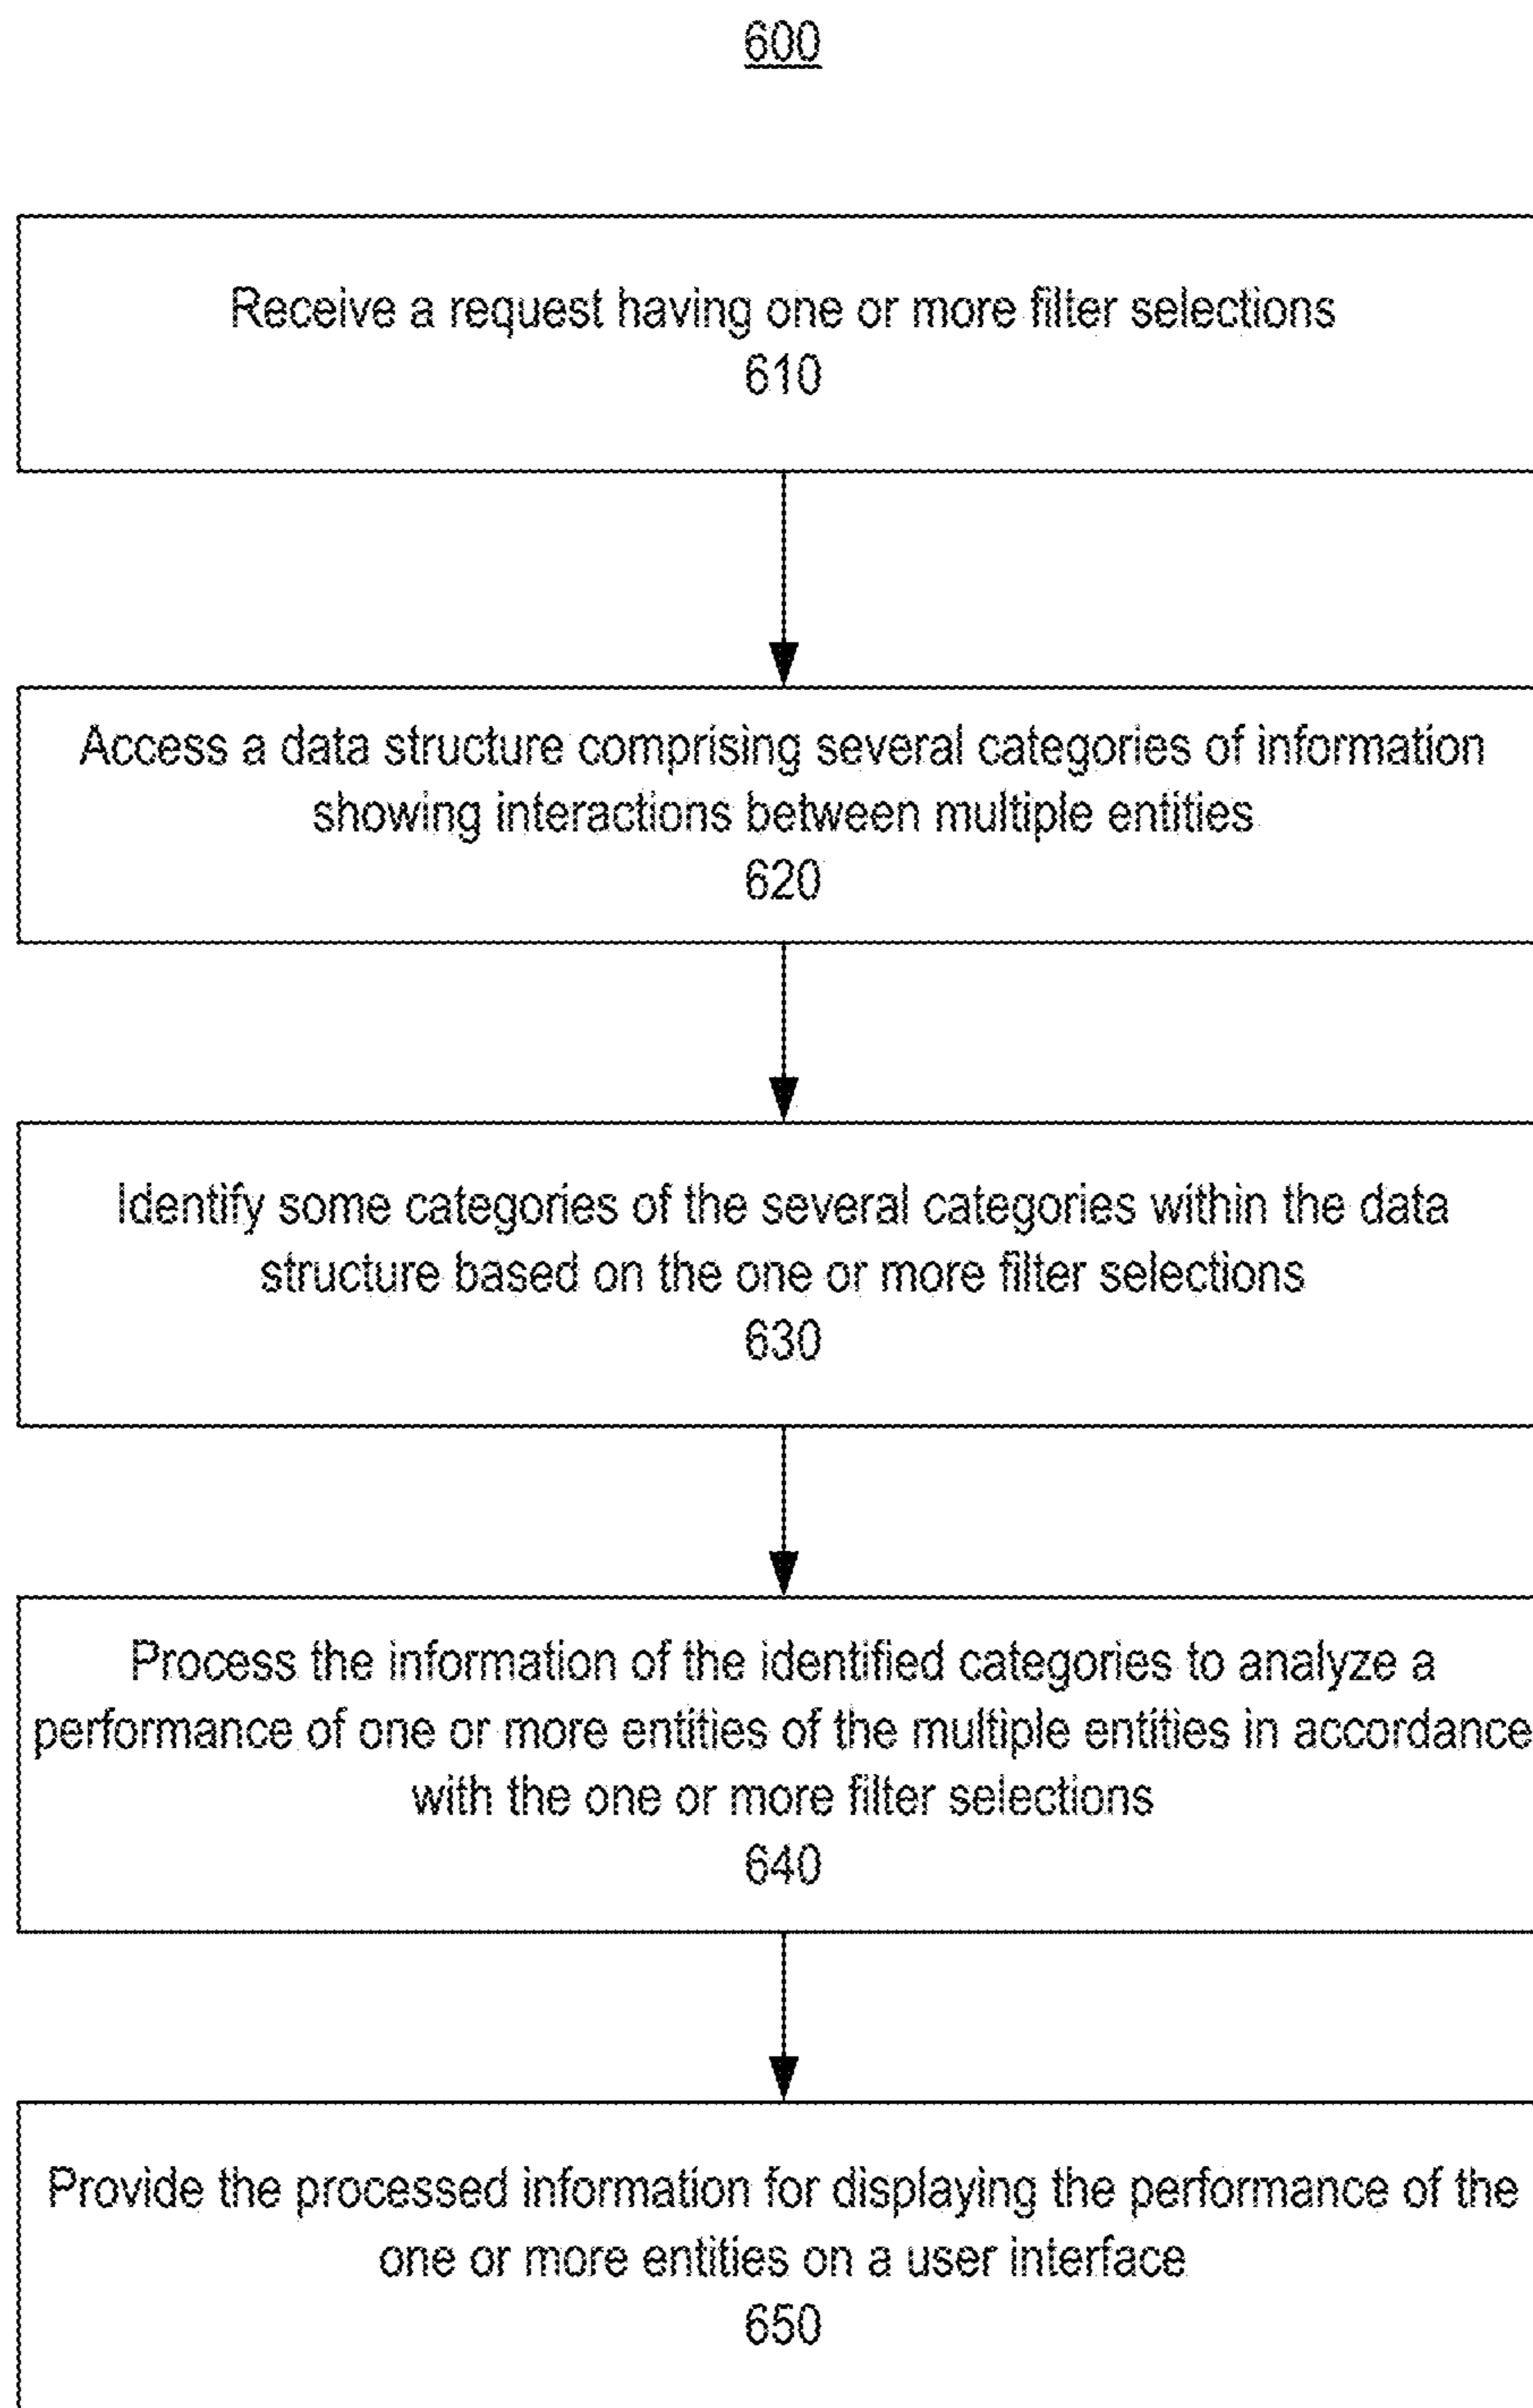 600
Receive a request having one or more filter selections
610
Access a data structure comprising several categories of information
showing interactions between multiple entities
620
Identify some categories of the several categories within the data
structure based on the one or more filter selections
630
Process the information of the identified categories to analyze a
performance of one or more entities of the multiple entities in accordance
with the one or more filter selections
640
Provide the processed information for displaying the performance of the
one or more entities on a user interface
650